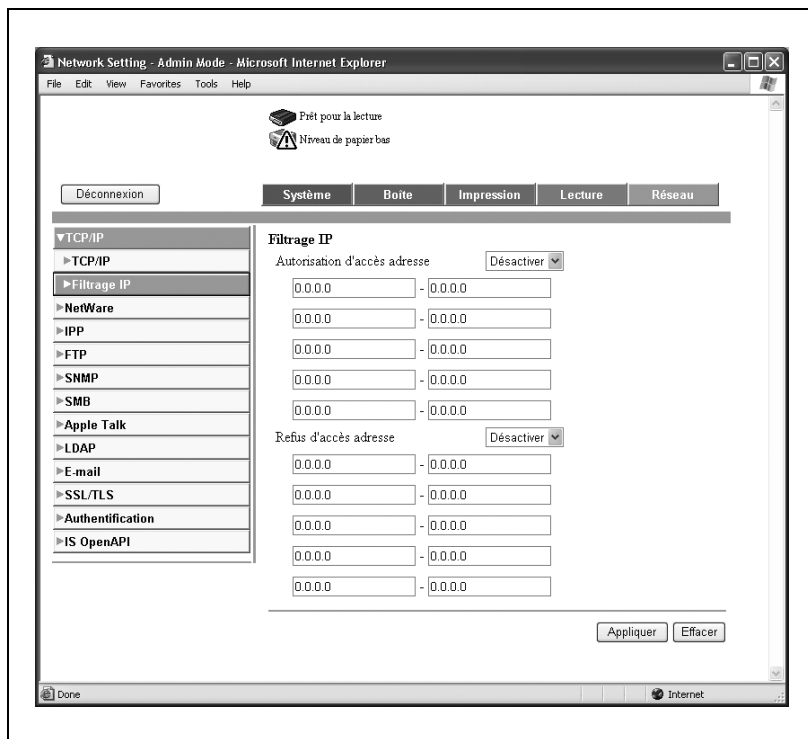 Network Setting - Admin Mode - Microsoft Internet Explorer
File Edit View Favorites Tools Help
Prêt pour la lecture
Niveau de papier bas
Déconnexion
Système Boîte Impression Lecture Réseau
TCP/IP
TCP/IP
Filtrage IP
NetWare
IPP
FTP
SNMP
SMB
Apple Talk
LDAP
E-mail
SSL/TLS
Authentification
IS OpenAPI
Filtrage IP
Autorisation d'accès adresse Désactiver
0.0.0.0 - 0.0.0.0
0.0.0.0 - 0.0.0.0
0.0.0.0 - 0.0.0.0
0.0.0.0 - 0.0.0.0
0.0.0.0 - 0.0.0.0
Refus d'accès adresse Désactiver
0.0.0.0 - 0.0.0.0
0.0.0.0 - 0.0.0.0
0.0.0.0 - 0.0.0.0
0.0.0.0 - 0.0.0.0
0.0.0.0 - 0.0.0.0
Appliquer Effacer
Done Internet